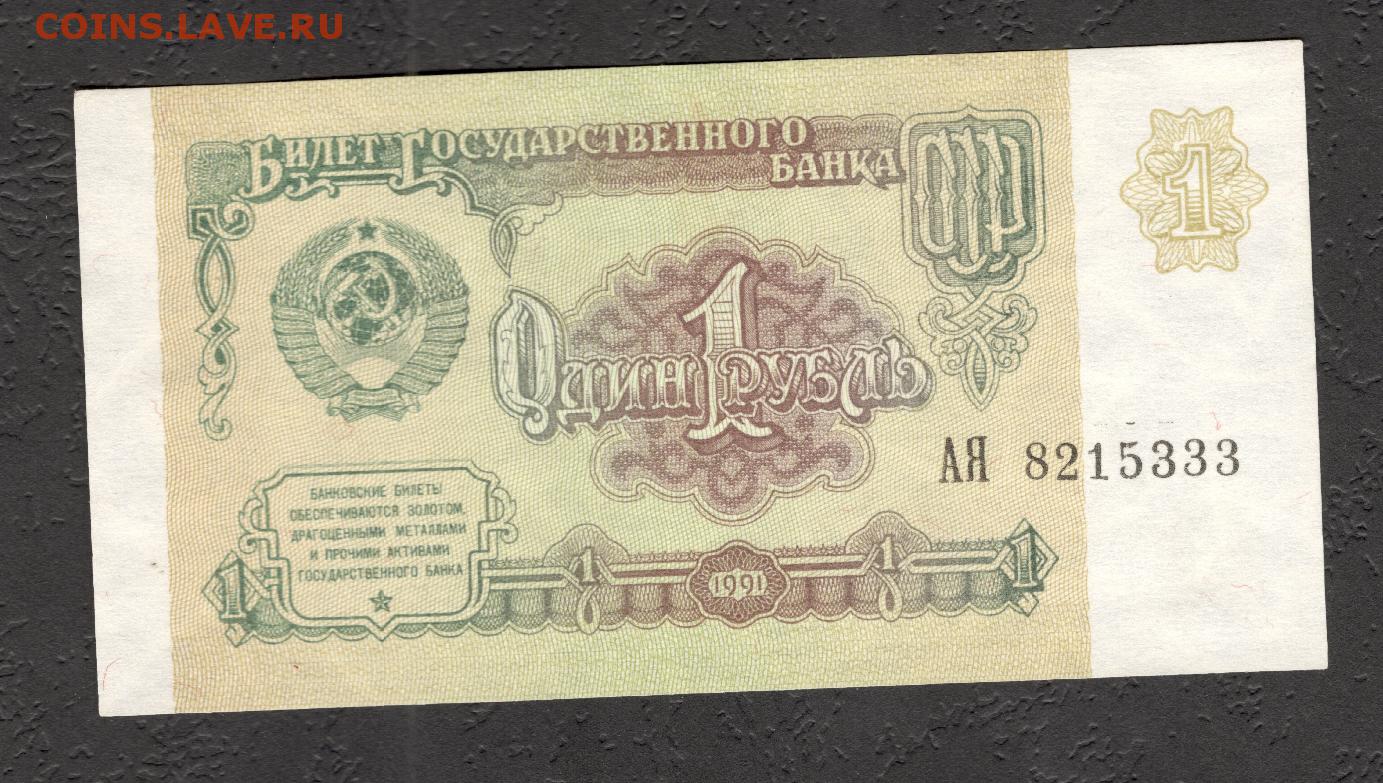 COINS.LAVE.RU
БИЛЕТ ГОСУДАРСТВЕННОГО
БАНКА
1
1
ОДИН РУБЛЬ
АЯ 8215333
БАНКОВСКИЕ БИЛЕТЫ
ОБЕСПЕЧИВАЮТСЯ ЗОЛОТОМ,
ДРАГОЦЕННЫМИ МЕТАЛЛАМИ
И ПРОЧИМИ АКТИВАМИ
ГОСУДАРСТВЕННОГО БАНКА
1 1 1991 1 1